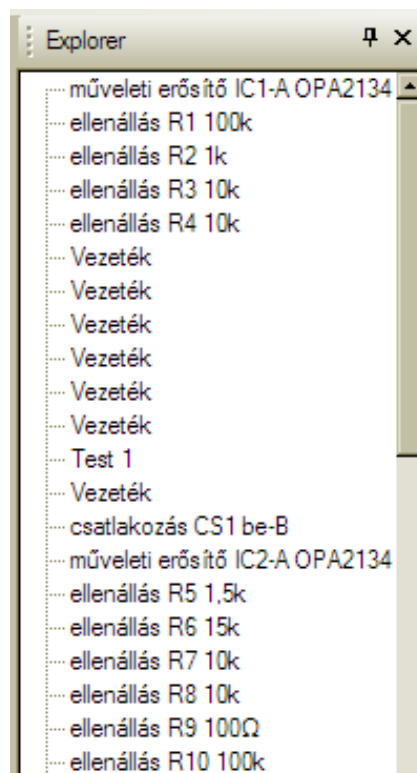 Explorer
műveleti erősítő IC1-A OPA2134
ellenállás R1 100k
ellenállás R2 1k
ellenállás R3 10k
ellenállás R4 10k
Vezeték
Vezeték
Vezeték
Vezeték
Vezeték
Vezeték
Test 1
Vezeték
csatlakozás CS1 be-B
műveleti erősítő IC2-A OPA2134
ellenállás R5 1,5k
ellenállás R6 15k
ellenállás R7 10k
ellenállás R8 10k
ellenállás R9 100Ω
ellenállás R10 100k